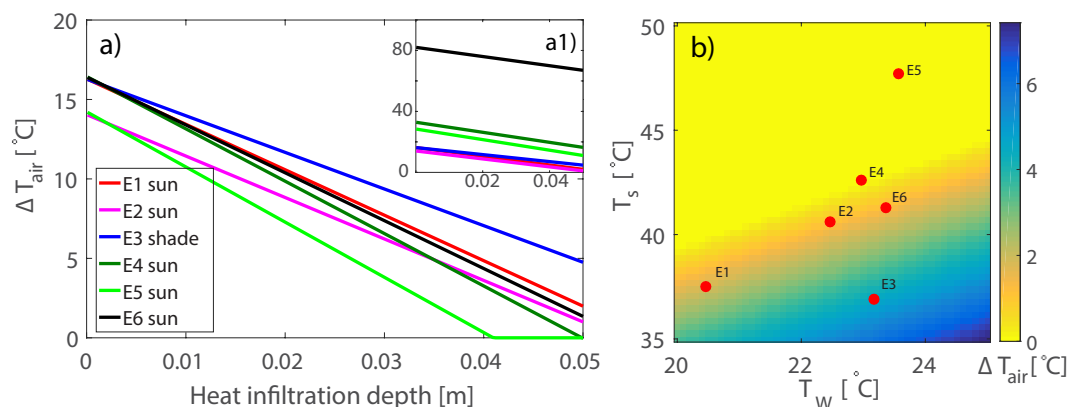 a)
20
15
10
5
0
Δ T_air [°C]
0
0.01
0.02
0.03
0.04
0.05
Heat infiltration depth [m]
E1 sun
E2 sun
E3 shade
E4 sun
E5 sun
E6 sun
a1)
80
40
0
0.02
0.04
b)
50
45
40
35
T_s [°C]
20
22
24
T_W [°C]
E5
E4
E6
E2
E1
E3
6
4
2
0
Δ T_air [°C]